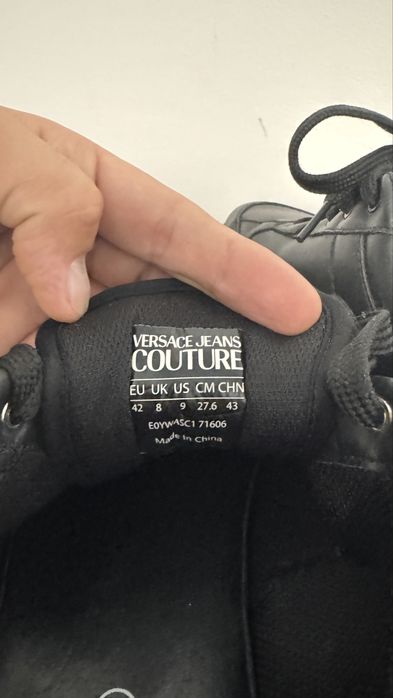 VERSACE JEANS
COUTURE
EU UK US CM CHN
42 8 9 27.6 43
E0YWASC1 71606
Made in China